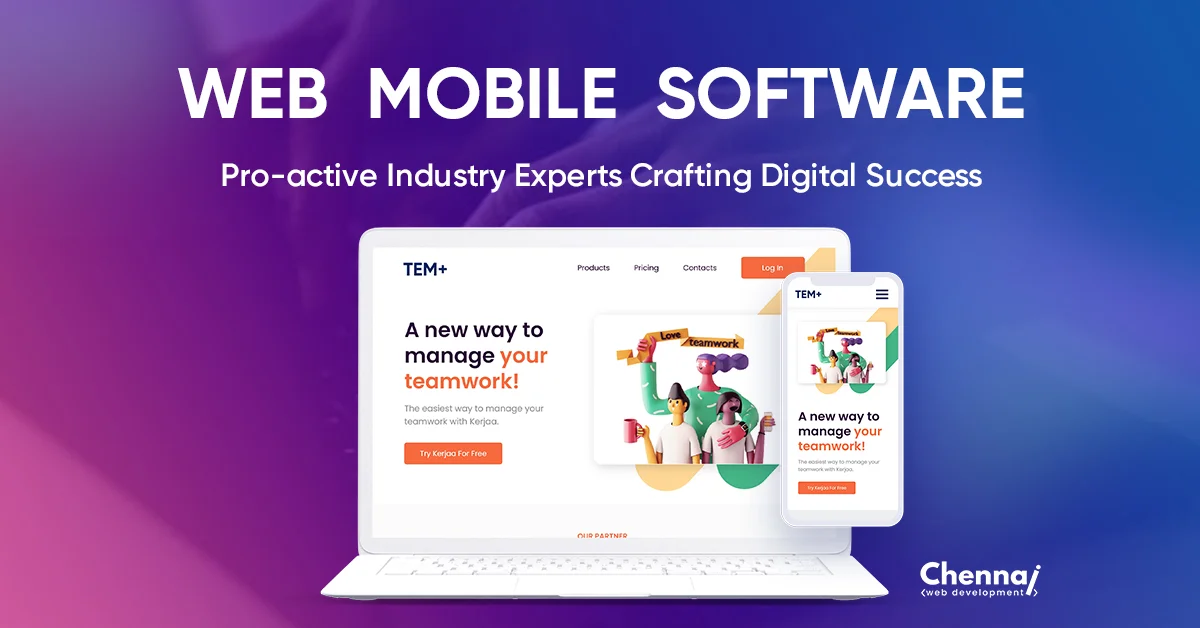 WEB MOBILE SOFTWARE
Pro-active Industry Experts Crafting Digital Success
TEM+
Products Pricing Contacts Log In
A new way to
manage your
teamwork!
The easiest way to manage your
teamwork with Kerjaa.
Try Kerjaa For Free
Love teamwork
OUR PARTNER
TEM+
Love teamwork
A new way to
manage your
teamwork!
The easiest way to manage your
teamwork with Kerjaa.
Try Kerjaa For Free
Chennai
<web development>